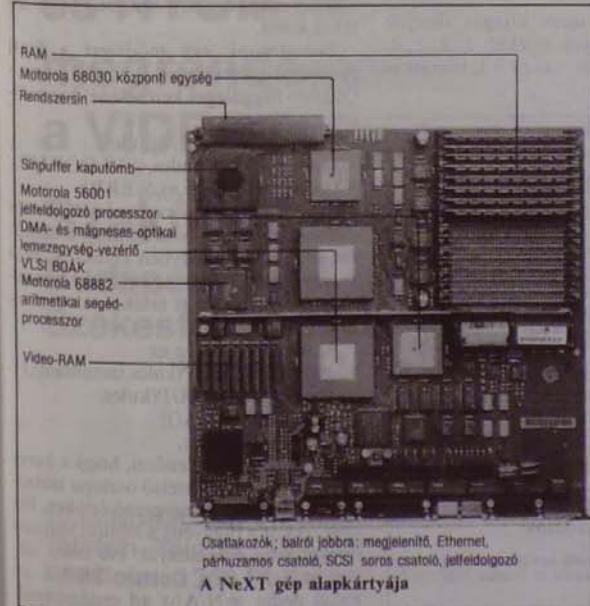 RAM
Motorola 68030 központi egység
Rendszersin
Sinpuffer kaputömb
Motorola 56001
jelfeldolgozó processzor
DMA- és mágneses-optikai
lemezegység-vezérlő
VLSI BOÁK
Motorola 68882
aritmetikai segéd-
processzor
Video-RAM
Csatlakozók; balról jobbra: megjelenítő, Ethernet,
párhuzamos csatoló, SCSI soros csatoló, jelfeldolgozó
A NeXT gép alapkártyája